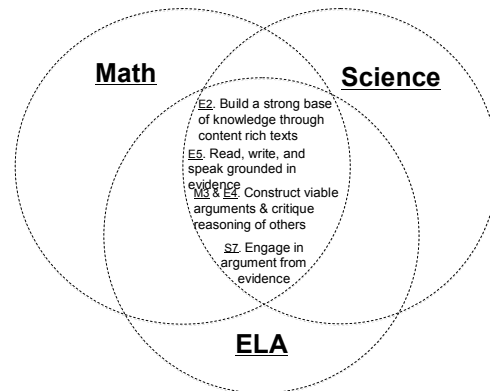 Math
Science
E2. Build a strong base
of knowledge through
content rich texts
E5. Read, write, and
speak grounded in
evidence
M3 & E4. Construct viable
arguments & critique
reasoning of others
S7. Engage in
argument from
evidence
ELA